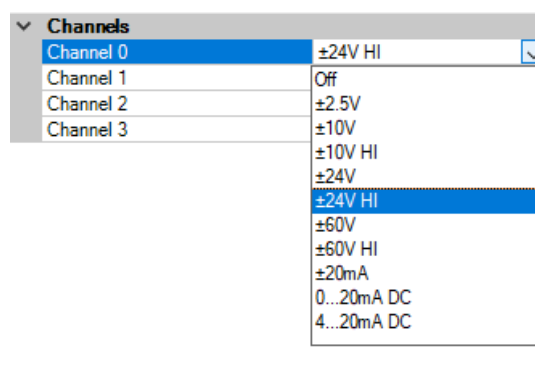 Channels
Channel 0 ±24V HI
Channel 1 Off
Channel 2 ±2.5V
Channel 3 ±10V
±10V HI
±24V
±24V HI
±60V
±60V HI
±20mA
0...20mA DC
4...20mA DC